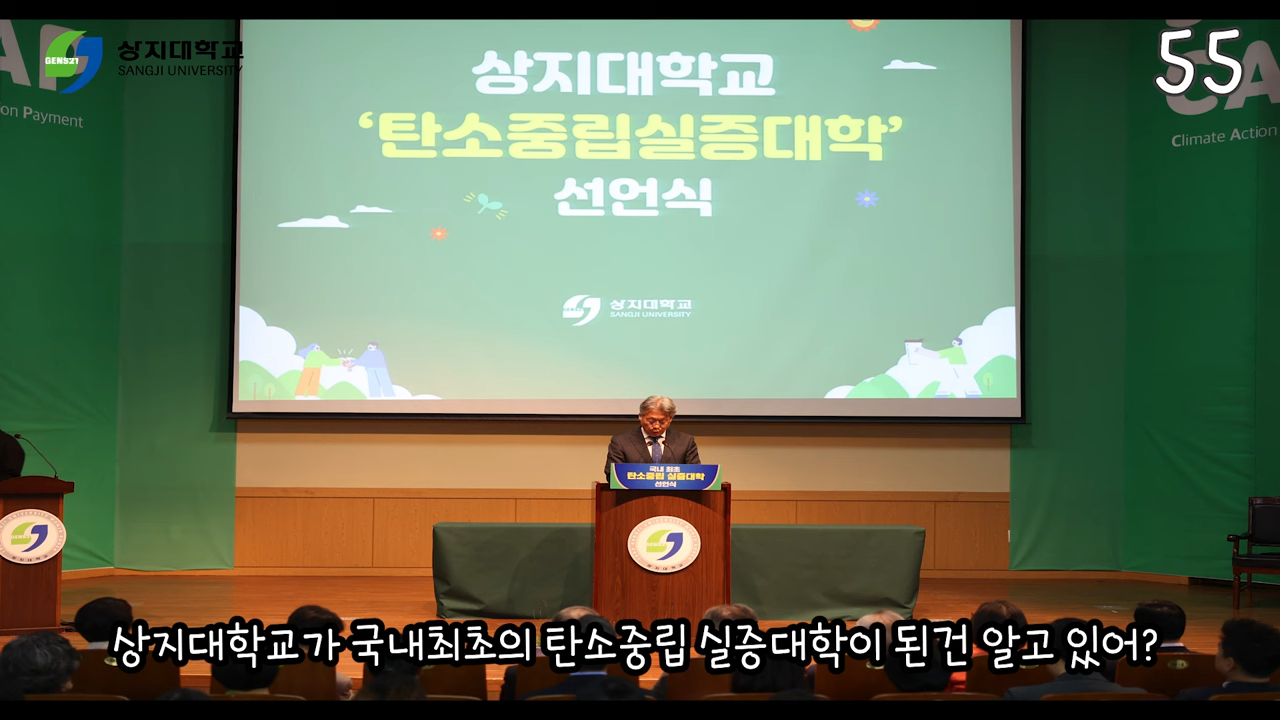 상지대학교
SANGJI UNIVERSITY
GENS21
55
on Payment
CA
Climate Action
상지대학교
‘탄소중립실증대학’
선언식
상지대학교
SANGJI UNIVERSITY
국내 최초
탄소중립 실증대학
선언식
상지대학교가 국내최초의 탄소중립 실증대학이 된건 알고 있어?